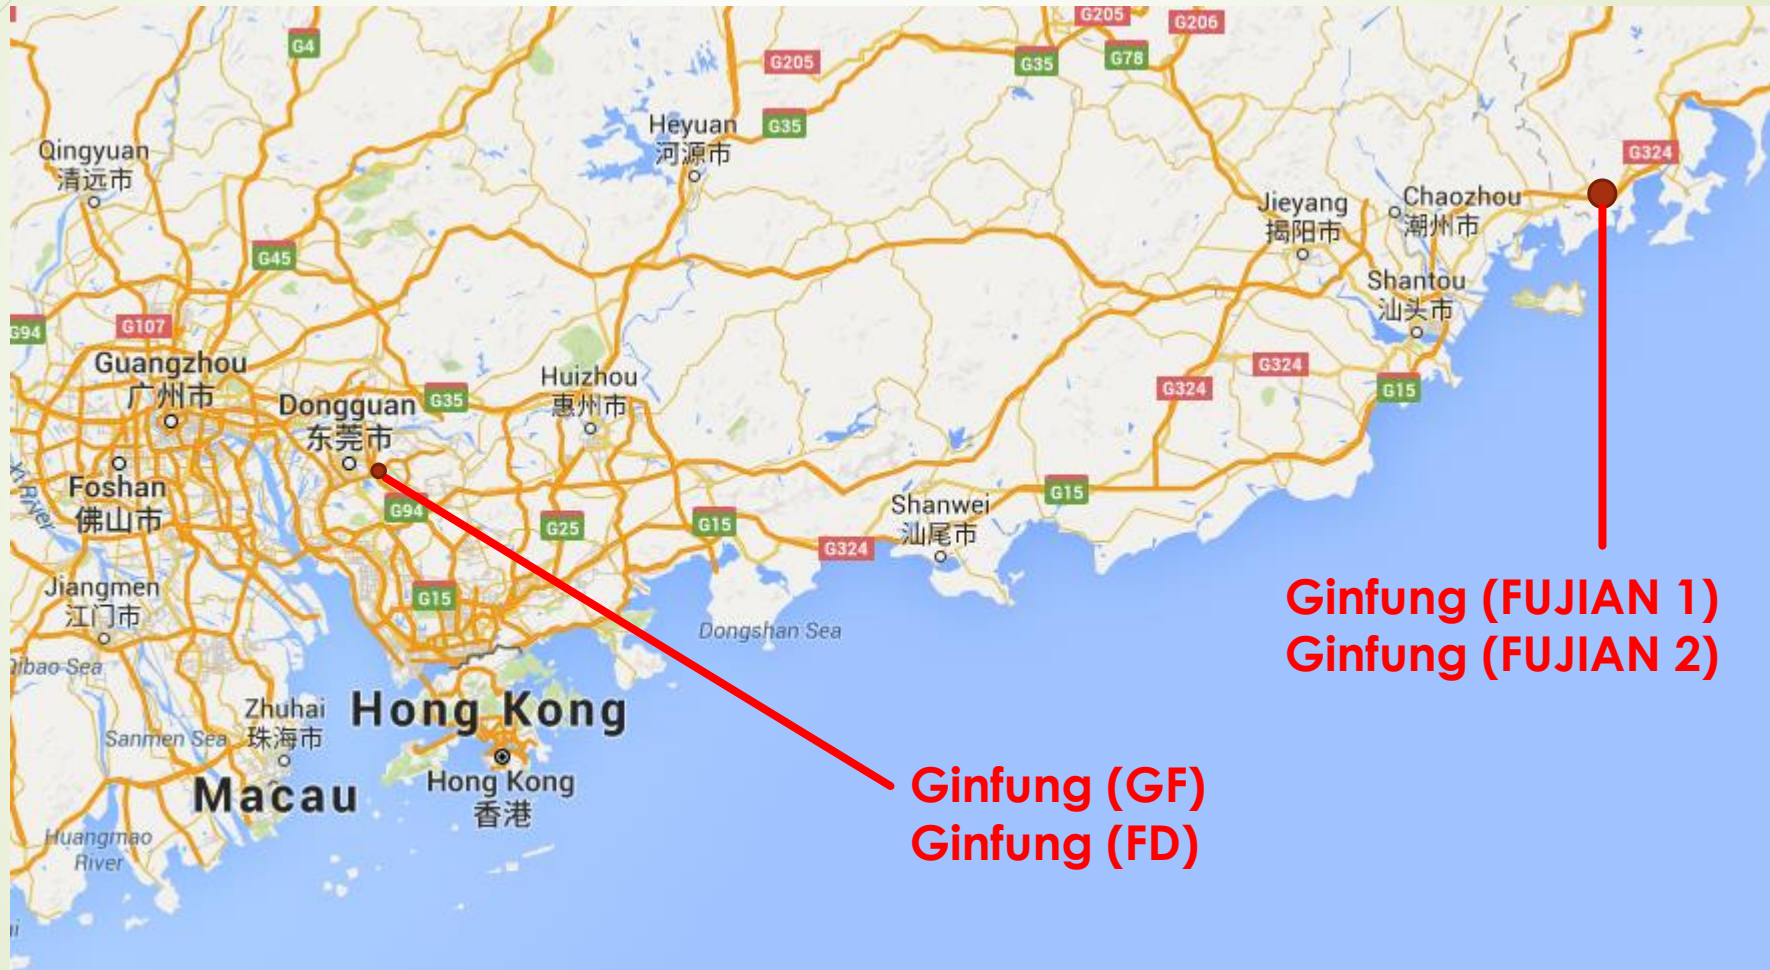 G205
G206
G4
G205
G35
G78
Heyuan
河源市
G35
Qingyuan
清远市
G324
Chaozhou
潮州市
Jieyang
揭阳市
G45
Shantou
汕头市
G94
G107
Guangzhou
广州市
Huizhou
惠州市
G324
G324
G15
Dongguan
东莞市
G35
Foshan
佛山市
Xi River
G94
G25
G15
G15
Shanwei
汕尾市
G324
Jiangmen
江门市
G15
Dongshan Sea
Ginfung (FUJIAN 1)
Ginfung (FUJIAN 2)
Zhuhai
珠海市
Sanmen Sea
Hong Kong
Macau
Hong Kong
香港
Ginfung (GF)
Ginfung (FD)
Huangmao
River